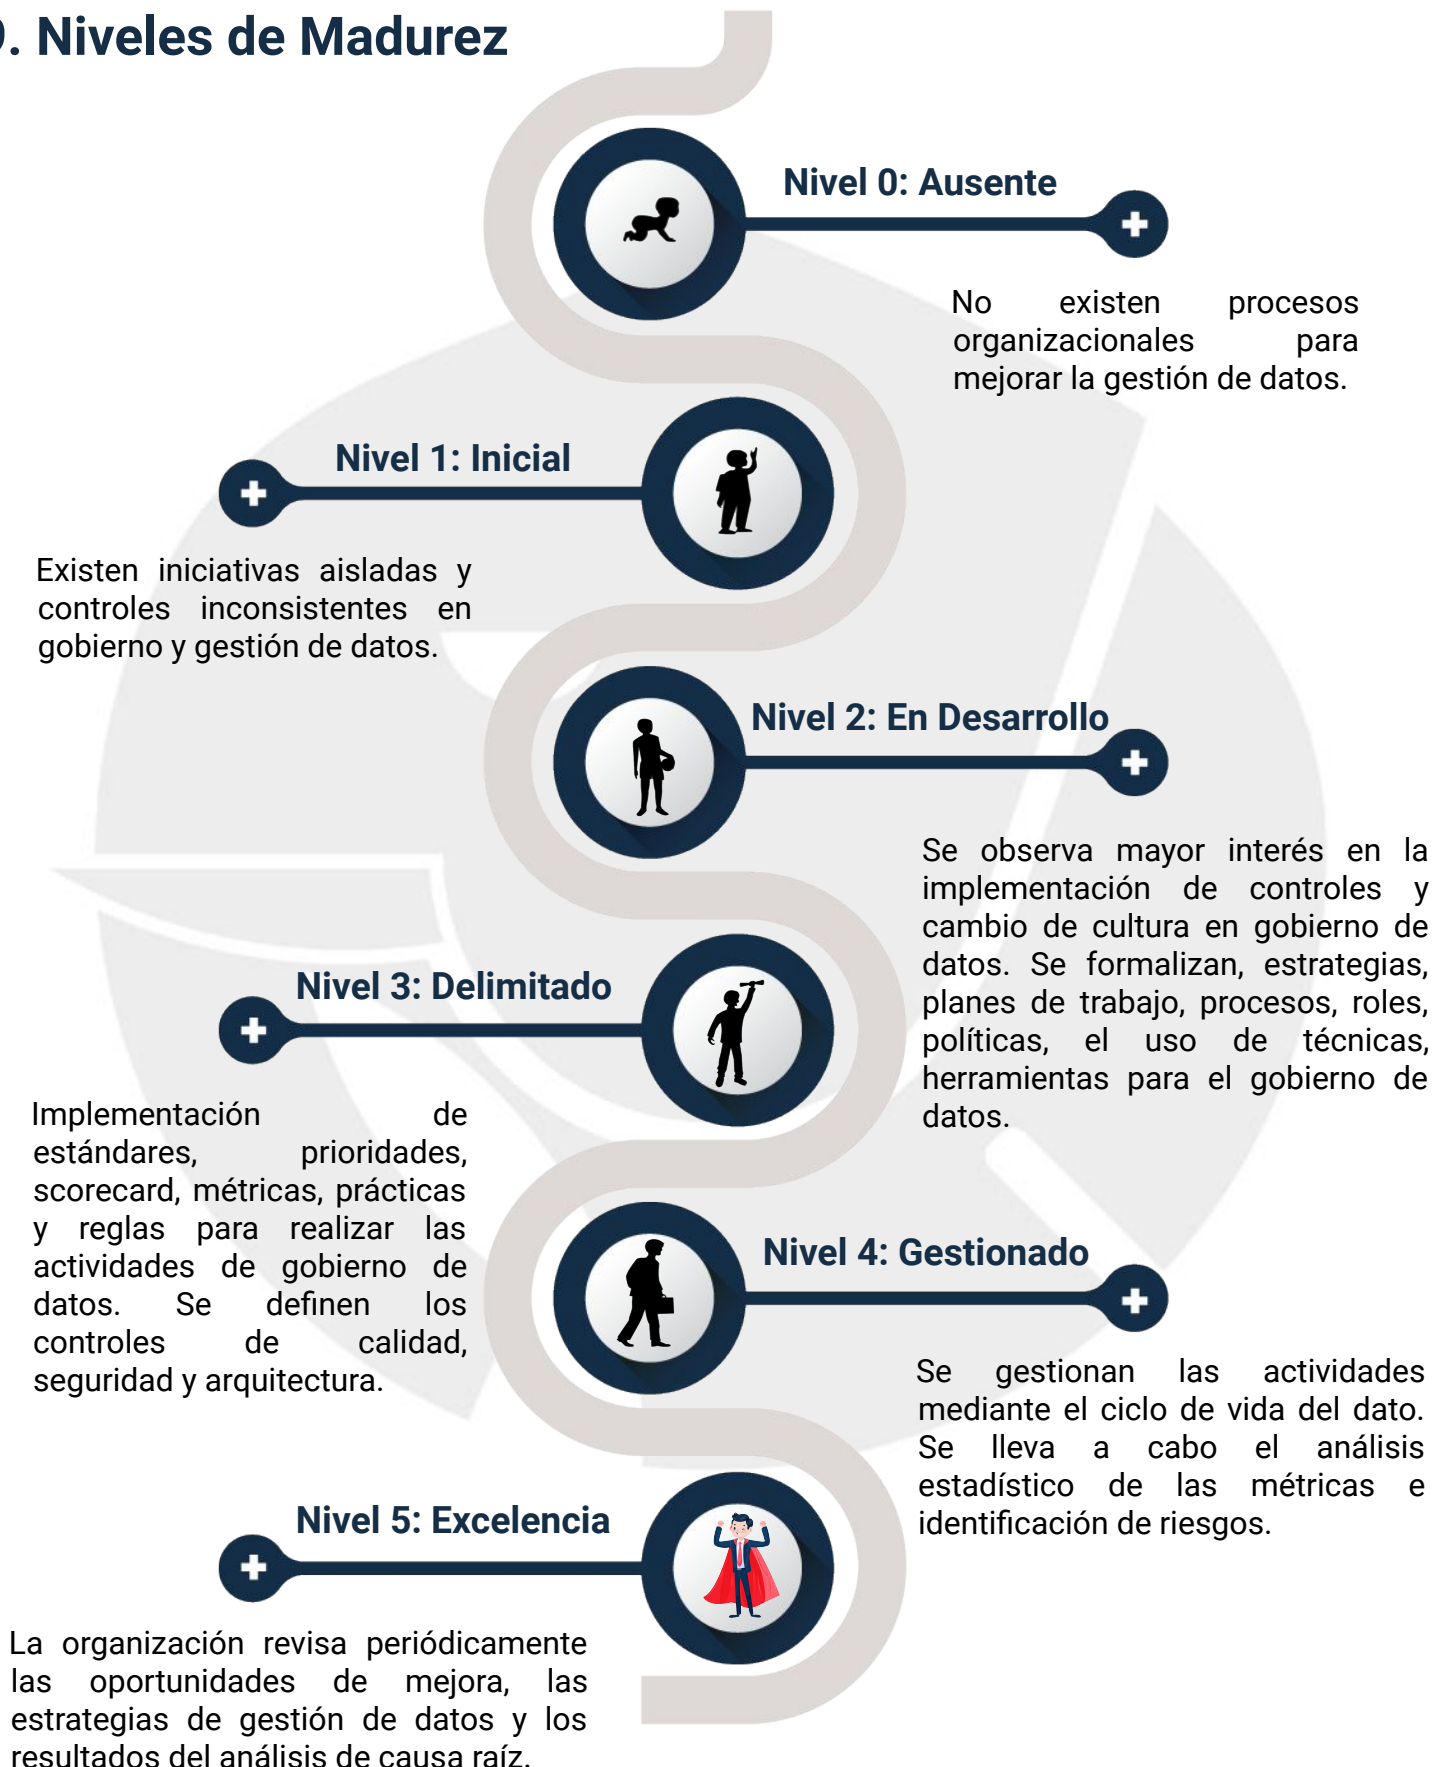 9. Niveles de Madurez
Nivel 0: Ausente
No existen procesos
organizacionales para
mejorar la gestión de datos.
Nivel 1: Inicial
Existen iniciativas aisladas y
controles inconsistentes en
gobierno y gestión de datos.
Nivel 2: En Desarrollo
Se observa mayor interés en la
implementación de controles y
cambio de cultura en gobierno de
datos. Se formalizan, estrategias,
planes de trabajo, procesos, roles,
políticas, el uso de técnicas,
herramientas para el gobierno de
datos.
Nivel 3: Delimitado
Implementación de
estándares, prioridades,
scorecard, métricas, prácticas
y reglas para realizar las
actividades de gobierno de
datos. Se definen los
controles de calidad,
seguridad y arquitectura.
Nivel 4: Gestionado
Se gestionan las actividades
mediante el ciclo de vida del dato.
Se lleva a cabo el análisis
estadístico de las métricas e
identificación de riesgos.
Nivel 5: Excelencia
La organización revisa periódicamente
las oportunidades de mejora, las
estrategias de gestión de datos y los
resultados del análisis de causa raíz.